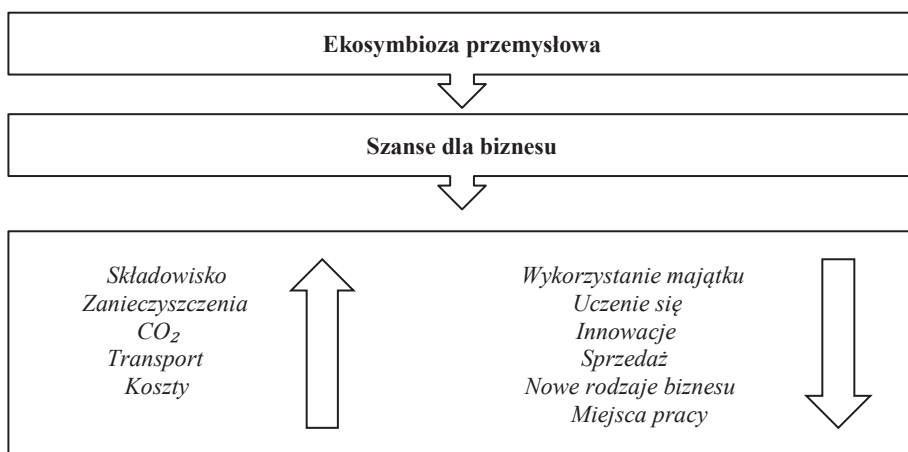 Ekosymbioza przemysłowa
Szanse dla biznesu
Składowisko
Zanieczyszczenia
CO₂
Transport
Koszty
Wykorzystanie majątku
Uczenie się
Innowacje
Sprzedaż
Nowe rodzaje biznesu
Miejsca pracy